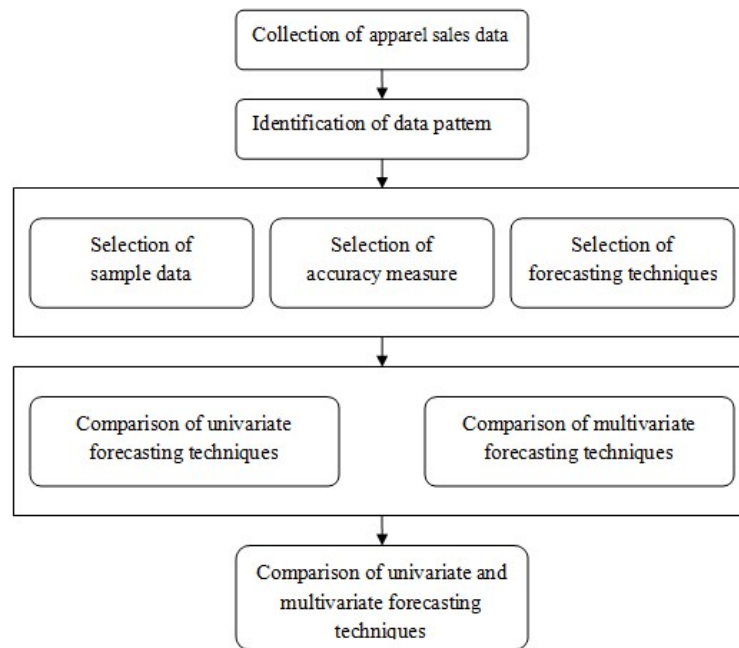 Collection of apparel sales data
Identification of data pattern
Selection of
sample data
Selection of
accuracy measure
Selection of
forecasting techniques
Comparison of univariate
forecasting techniques
Comparison of multivariate
forecasting techniques
Comparison of univariate and
multivariate forecasting
techniques